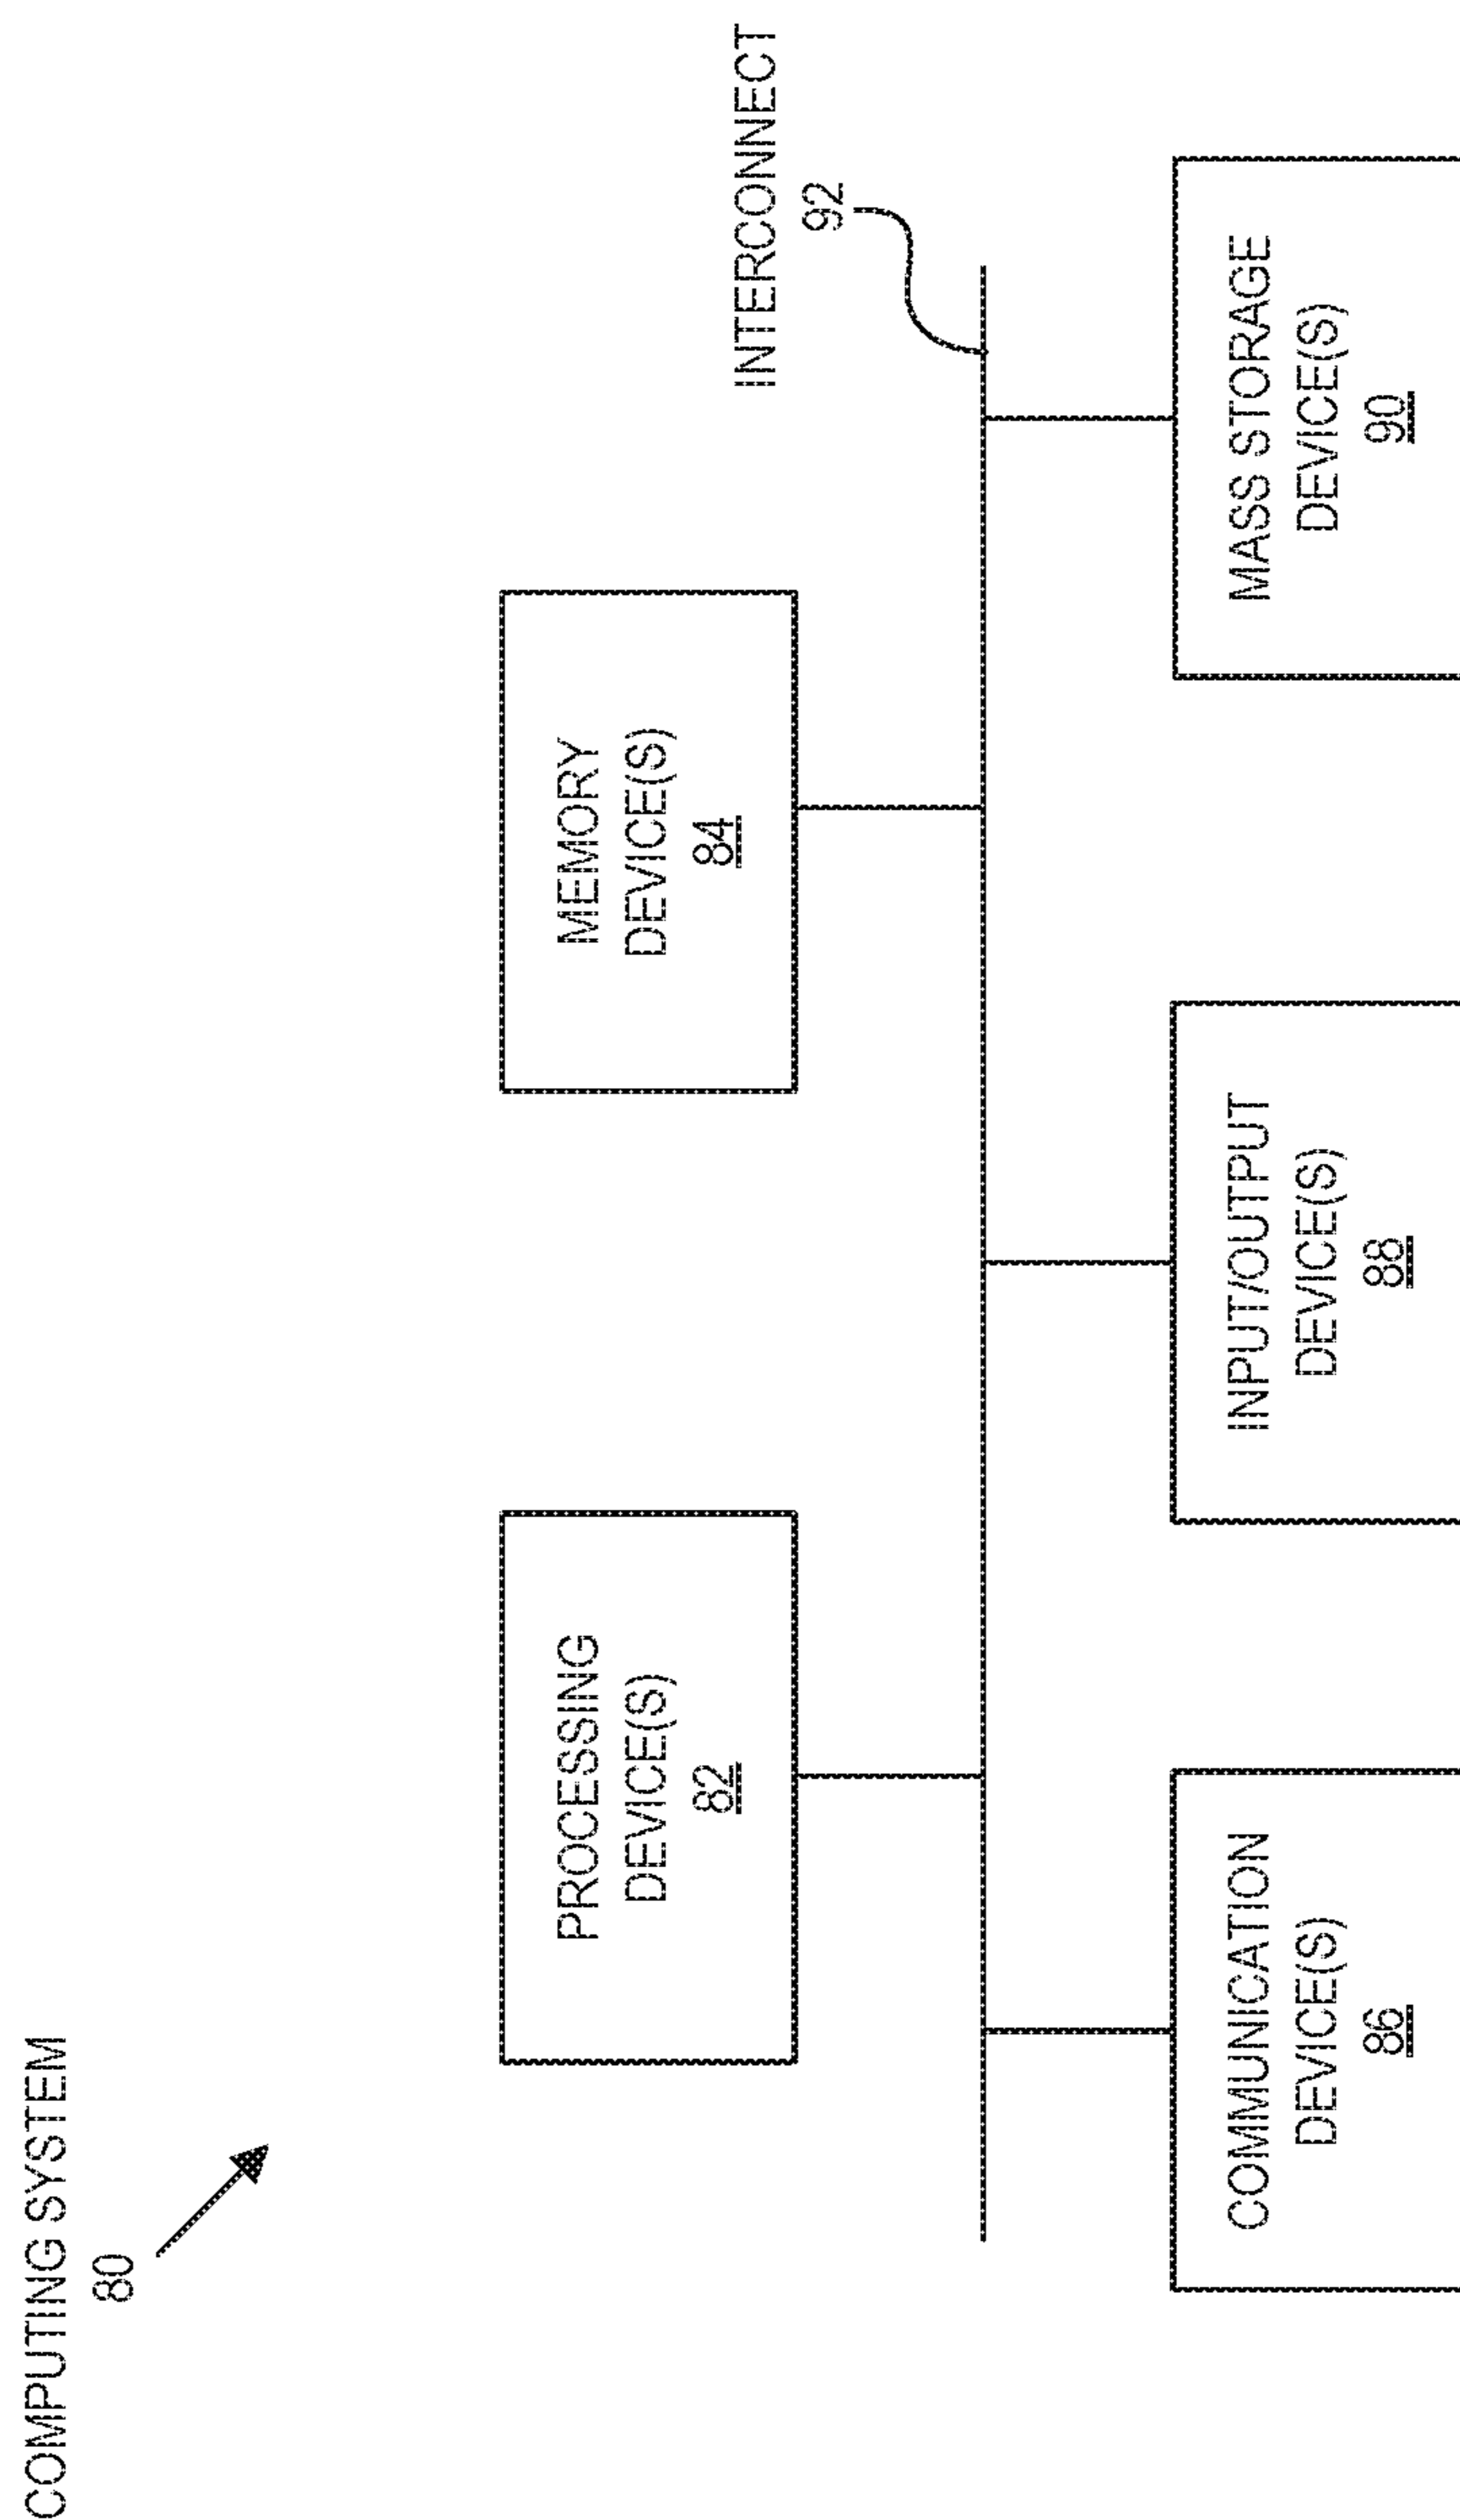 COMPUTING SYSTEM
80
PROCESSING
DEVICE(S)
82
MEMORY
DEVICE(S)
84
INTERCONNECT
92
COMMUNICATION
DEVICE(S)
86
INPUT/OUTPUT
DEVICE(S)
88
MASS STORAGE
DEVICE(S)
90